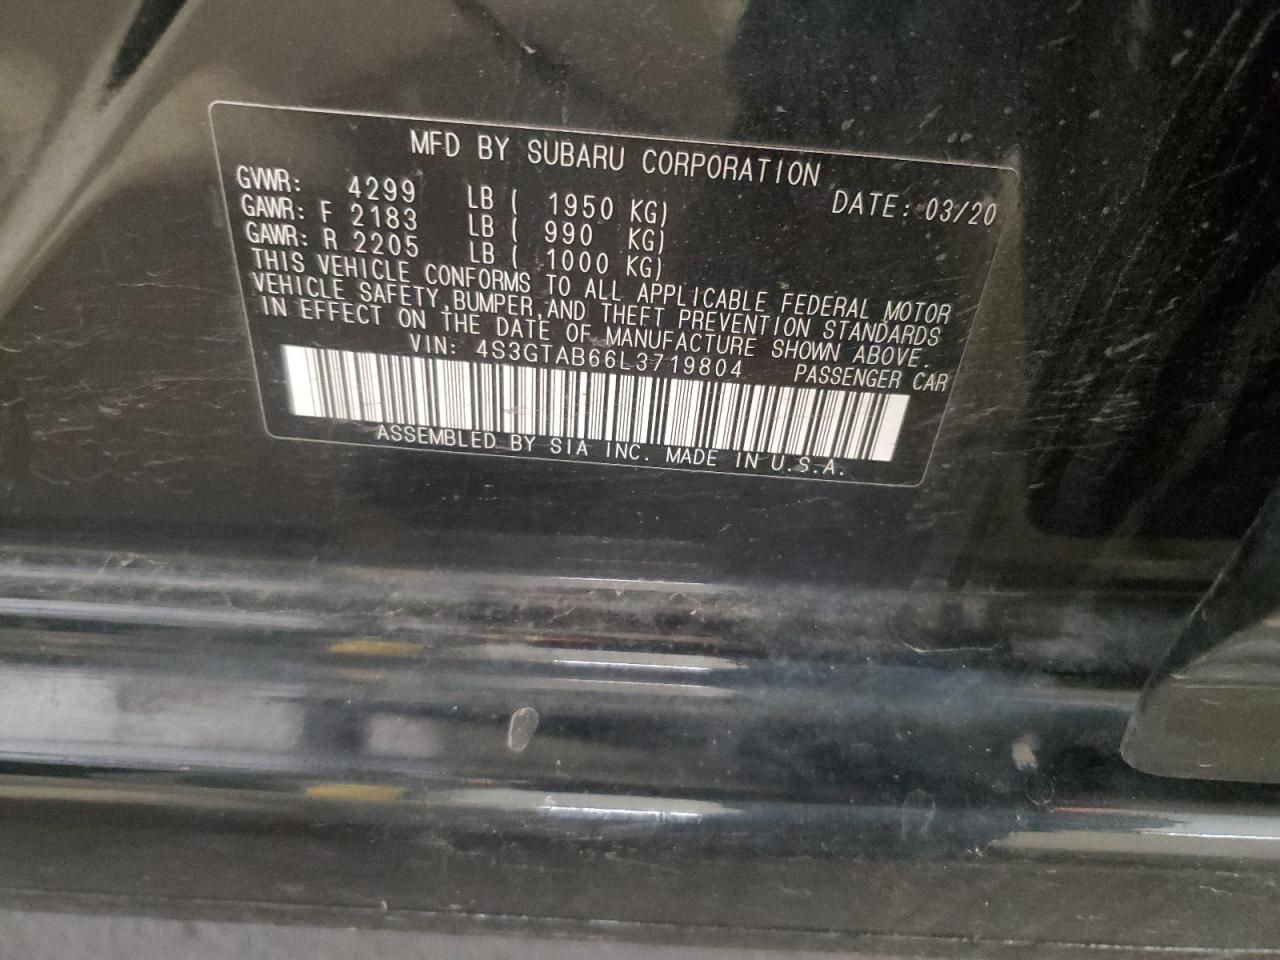 MFD BY SUBARU CORPORATION
DATE: 03/20
GVWR: 4299 LB ( 1950 KG)
GAWR: F 2183 LB ( 990 KG)
GAWR: R 2205 LB ( 1000 KG)
THIS VEHICLE CONFORMS TO ALL APPLICABLE FEDERAL MOTOR
VEHICLE SAFETY,BUMPER,AND THEFT PREVENTION STANDARDS
IN EFFECT ON THE DATE OF MANUFACTURE SHOWN ABOVE.
VIN: 4S3GTAB66L3719804 PASSENGER CAR
ASSEMBLED BY SIA INC. MADE IN U.S.A.